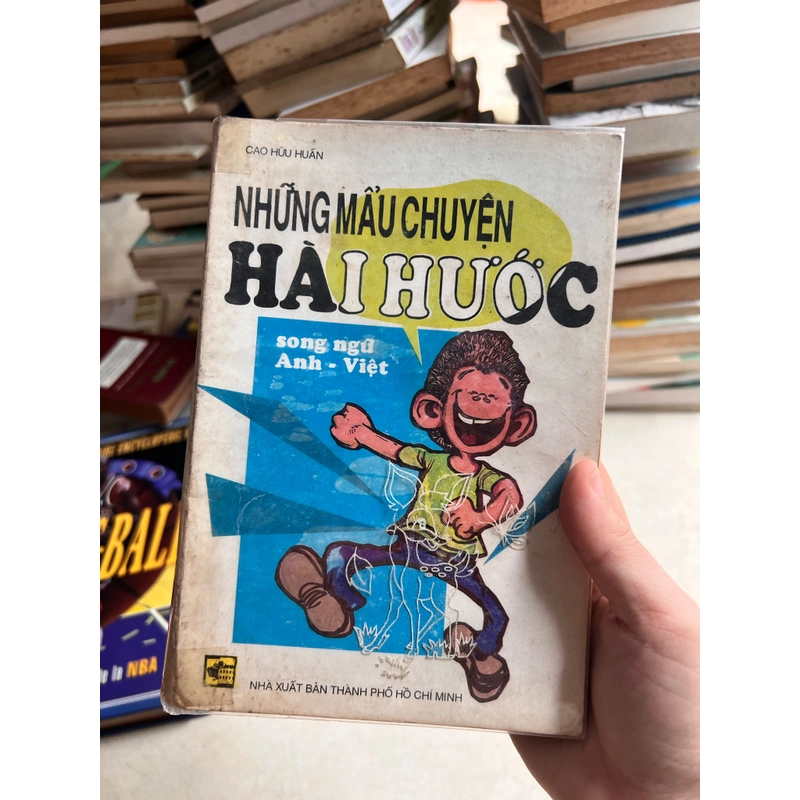 CAO HỮU HUẤN
NHỮNG MẨU CHUYỆN
HÀI HƯỚC
song ngữ
Anh - Việt
NHÀ XUẤT BẢN THÀNH PHỐ HỒ CHÍ MINH
NBA